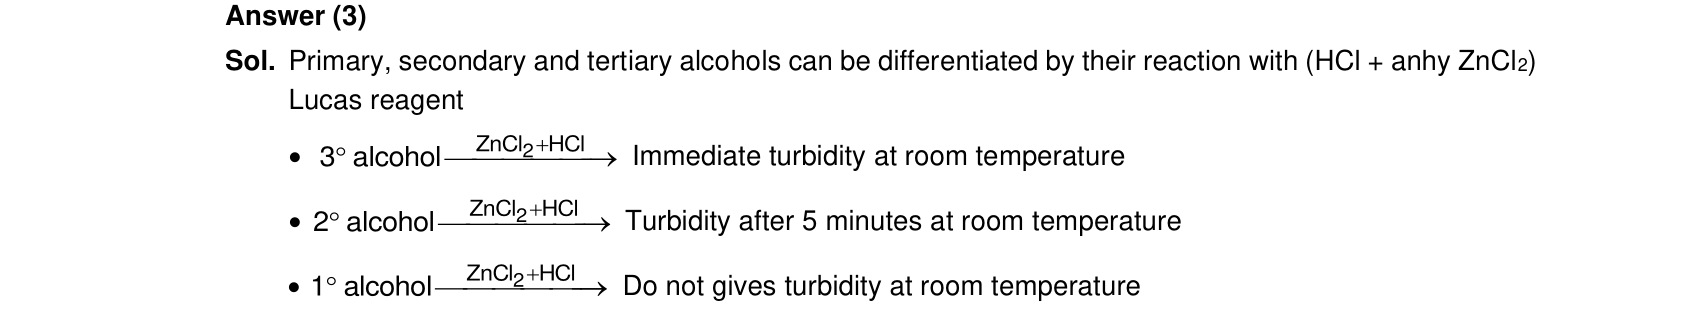 Answer (3)
Sol. Primary, secondary and tertiary alcohols can be differentiated by their reaction with (HCl + anhy ZnCl₂)
Lucas reagent
• 3° alcohol ZnCl₂+HCl→ Immediate turbidity at room temperature
• 2° alcohol ZnCl₂+HCl→ Turbidity after 5 minutes at room temperature
• 1° alcohol ZnCl₂+HCl→ Do not gives turbidity at room temperature